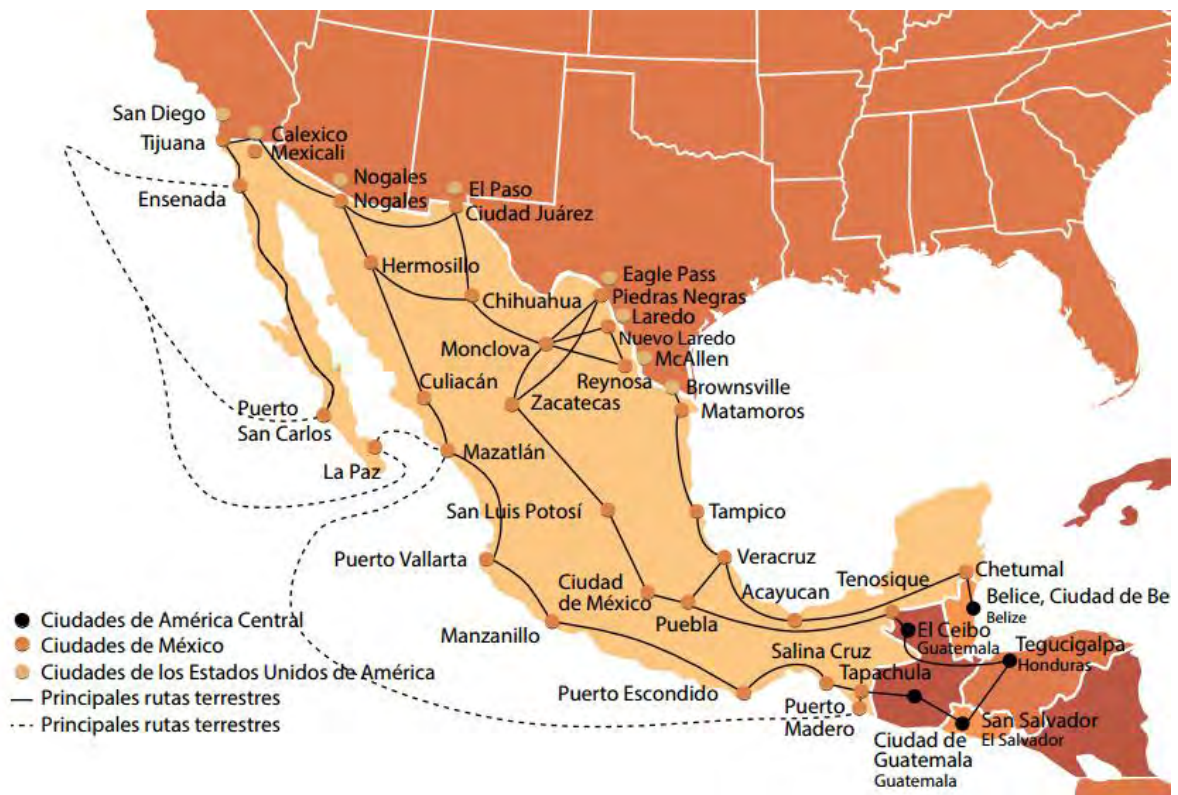 San Diego
Tijuana
Calexico
Mexicali
Ensenada
Nogales
Nogales
El Paso
Ciudad Juárez
Hermosillo
Chihuahua
Eagle Pass
Piedras Negras
Laredo
Nuevo Laredo
McAllen
Monclova
Reynosa
Brownsville
Matamoros
Culiacán
Zacatecas
Puerto
San Carlos
La Paz
Mazatlán
San Luis Potosí
Tampico
Puerto Vallarta
Veracruz
Ciudad
de México
Acayucan
Tenosique
Chetumal
Belice, Ciudad de Be
Belize
Puebla
Manzanillo
El Ceibo
Guatemala
Tegucigalpa
Honduras
Salina Cruz
Tapachula
Puerto Escondido
Puerto
Madero
San Salvador
El Salvador
Ciudad de
Guatemala
Guatemala
Ciudades de América Central
Ciudades de México
Ciudades de los Estados Unidos de América
Principales rutas terrestres
Principales rutas terrestres